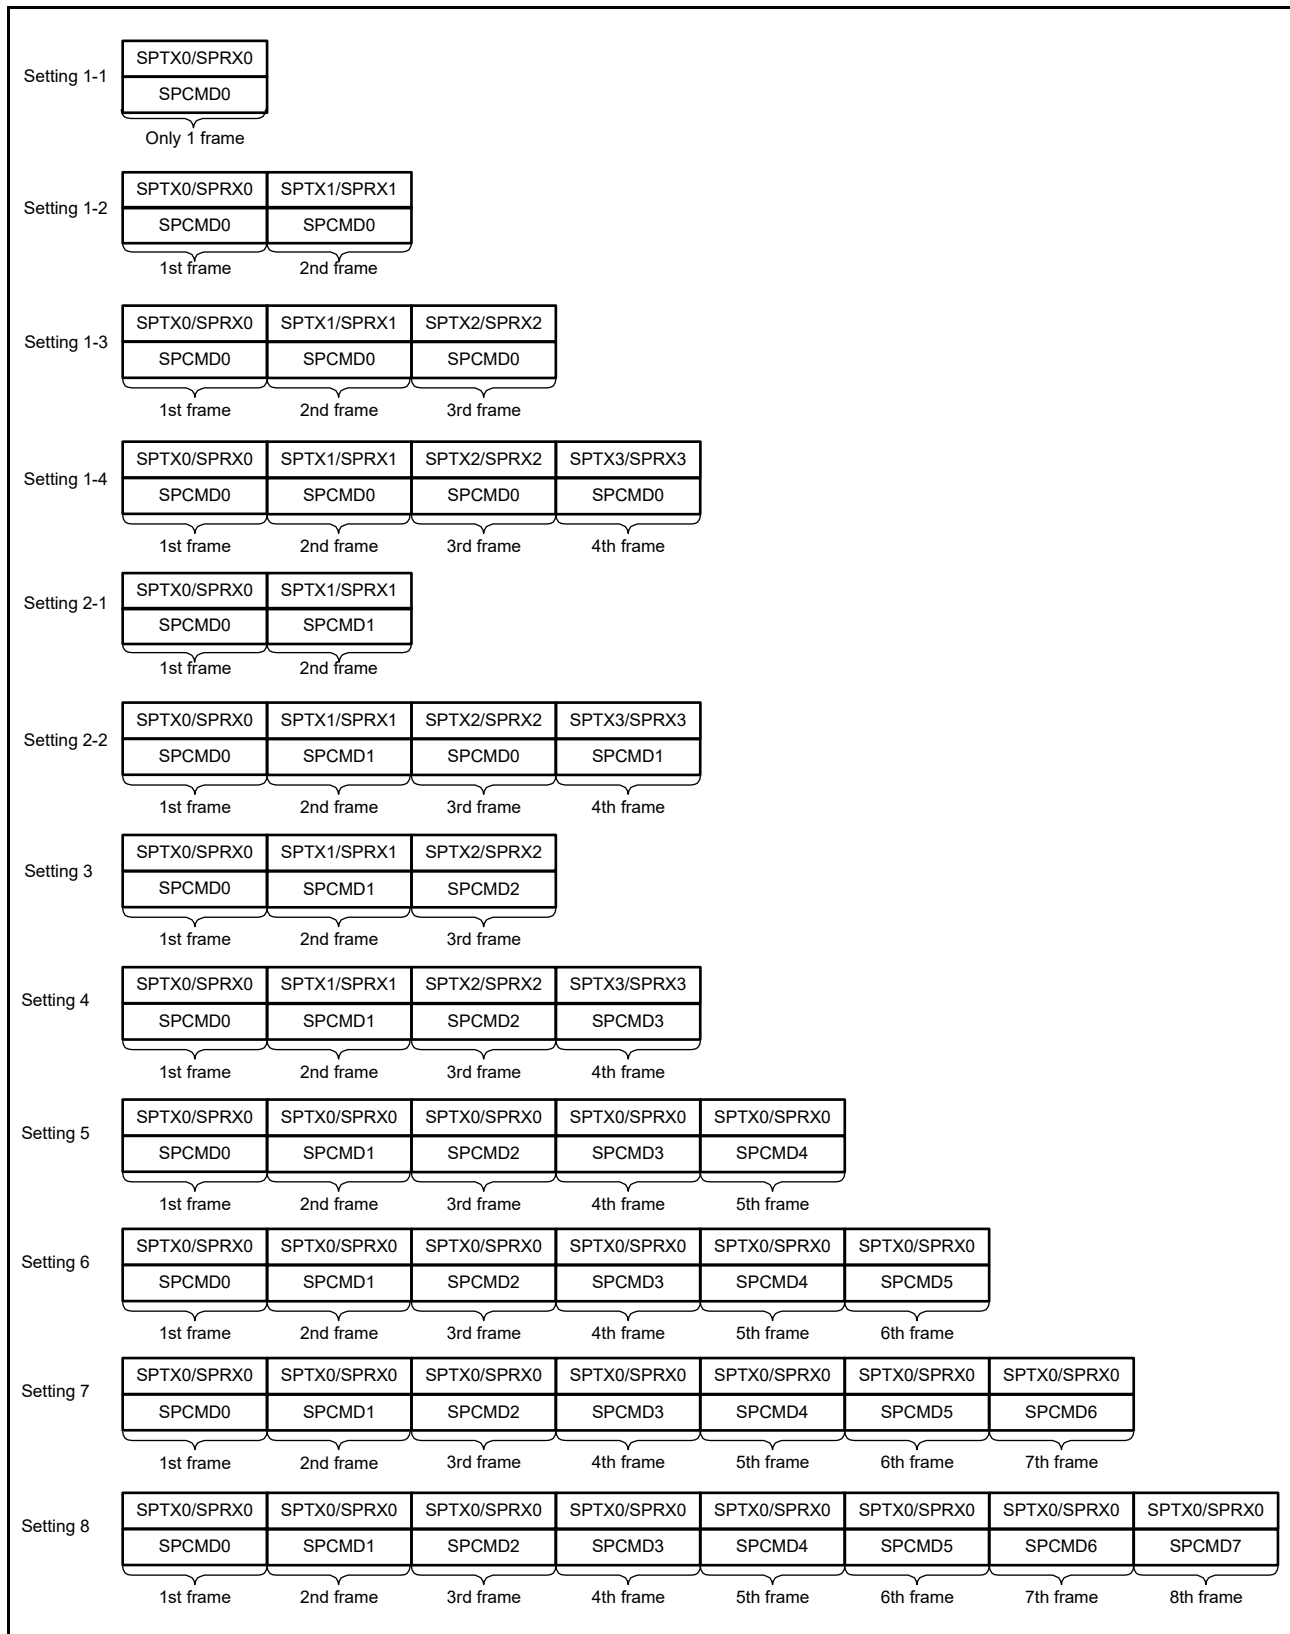 Setting 1-1
SPTX0/SPRX0
SPCMD0
Only 1 frame
Setting 1-2
SPTX0/SPRX0 SPTX1/SPRX1
SPCMD0 SPCMD0
1st frame 2nd frame
Setting 1-3
SPTX0/SPRX0 SPTX1/SPRX1 SPTX2/SPRX2
SPCMD0 SPCMD0 SPCMD0
1st frame 2nd frame 3rd frame
Setting 1-4
SPTX0/SPRX0 SPTX1/SPRX1 SPTX2/SPRX2 SPTX3/SPRX3
SPCMD0 SPCMD0 SPCMD0 SPCMD0
1st frame 2nd frame 3rd frame 4th frame
Setting 2-1
SPTX0/SPRX0 SPTX1/SPRX1
SPCMD0 SPCMD1
1st frame 2nd frame
Setting 2-2
SPTX0/SPRX0 SPTX1/SPRX1 SPTX2/SPRX2 SPTX3/SPRX3
SPCMD0 SPCMD1 SPCMD0 SPCMD1
1st frame 2nd frame 3rd frame 4th frame
Setting 3
SPTX0/SPRX0 SPTX1/SPRX1 SPTX2/SPRX2
SPCMD0 SPCMD1 SPCMD2
1st frame 2nd frame 3rd frame
Setting 4
SPTX0/SPRX0 SPTX1/SPRX1 SPTX2/SPRX2 SPTX3/SPRX3
SPCMD0 SPCMD1 SPCMD2 SPCMD3
1st frame 2nd frame 3rd frame 4th frame
Setting 5
SPTX0/SPRX0 SPTX0/SPRX0 SPTX0/SPRX0 SPTX0/SPRX0 SPTX0/SPRX0
SPCMD0 SPCMD1 SPCMD2 SPCMD3 SPCMD4
1st frame 2nd frame 3rd frame 4th frame 5th frame
Setting 6
SPTX0/SPRX0 SPTX0/SPRX0 SPTX0/SPRX0 SPTX0/SPRX0 SPTX0/SPRX0 SPTX0/SPRX0
SPCMD0 SPCMD1 SPCMD2 SPCMD3 SPCMD4 SPCMD5
1st frame 2nd frame 3rd frame 4th frame 5th frame 6th frame
Setting 7
SPTX0/SPRX0 SPTX0/SPRX0 SPTX0/SPRX0 SPTX0/SPRX0 SPTX0/SPRX0 SPTX0/SPRX0 SPTX0/SPRX0
SPCMD0 SPCMD1 SPCMD2 SPCMD3 SPCMD4 SPCMD5 SPCMD6
1st frame 2nd frame 3rd frame 4th frame 5th frame 6th frame 7th frame
Setting 8
SPTX0/SPRX0 SPTX0/SPRX0 SPTX0/SPRX0 SPTX0/SPRX0 SPTX0/SPRX0 SPTX0/SPRX0 SPTX0/SPRX0 SPTX0/SPRX0
SPCMD0 SPCMD1 SPCMD2 SPCMD3 SPCMD4 SPCMD5 SPCMD6 SPCMD7
1st frame 2nd frame 3rd frame 4th frame 5th frame 6th frame 7th frame 8th frame